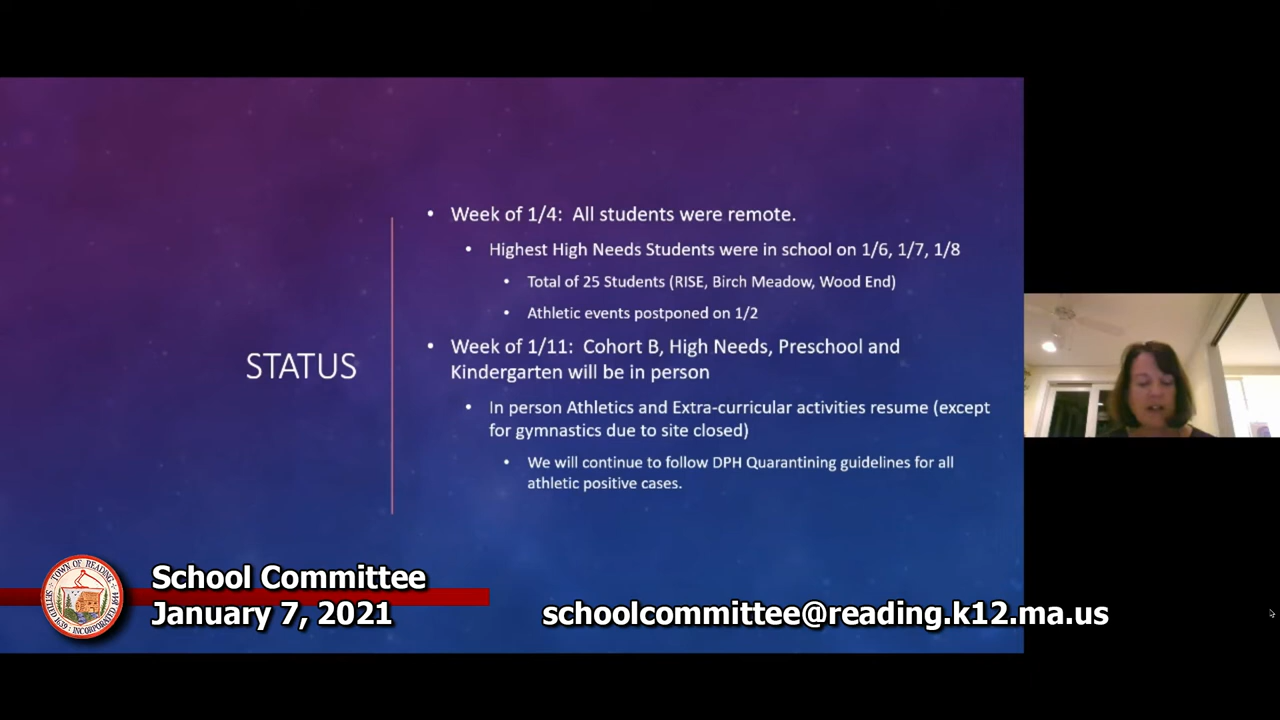 • Week of 1/4: All students were remote.
• Highest High Needs Students were in school on 1/6, 1/7, 1/8
• Total of 25 Students (RISE, Birch Meadow, Wood End)
• Athletic events postponed on 1/2
STATUS
• Week of 1/11: Cohort B, High Needs, Preschool and
Kindergarten will be in person
• In person Athletics and Extra-curricular activities resume (except
for gymnastics due to site closed)
• We will continue to follow DPH Quarantining guidelines for all
athletic positive cases.
TOWN OF READING
INCORPORATED
School Committee
January 7, 2021
schoolcommittee@reading.k12.ma.us